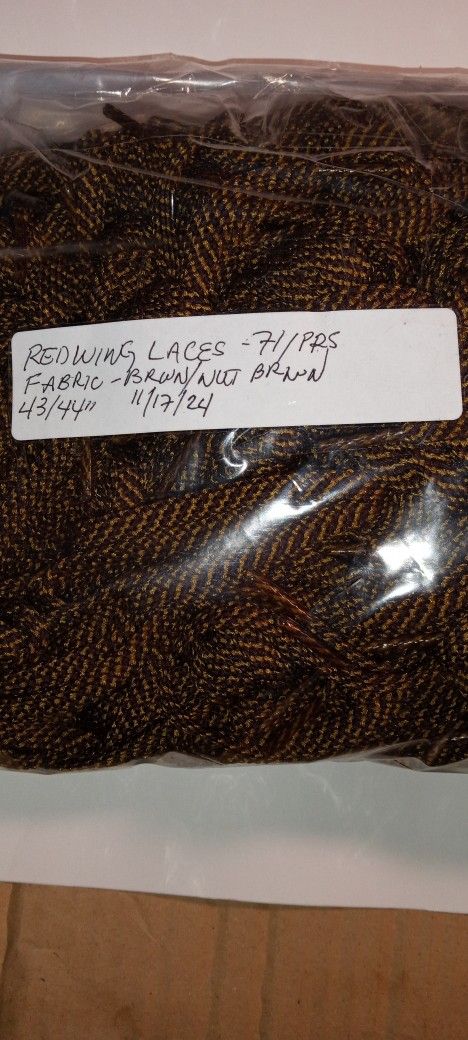 REDWING LACES - 71/PRS
FABRIC - BRWN/NUT BRWN
43/44" 11/17/24